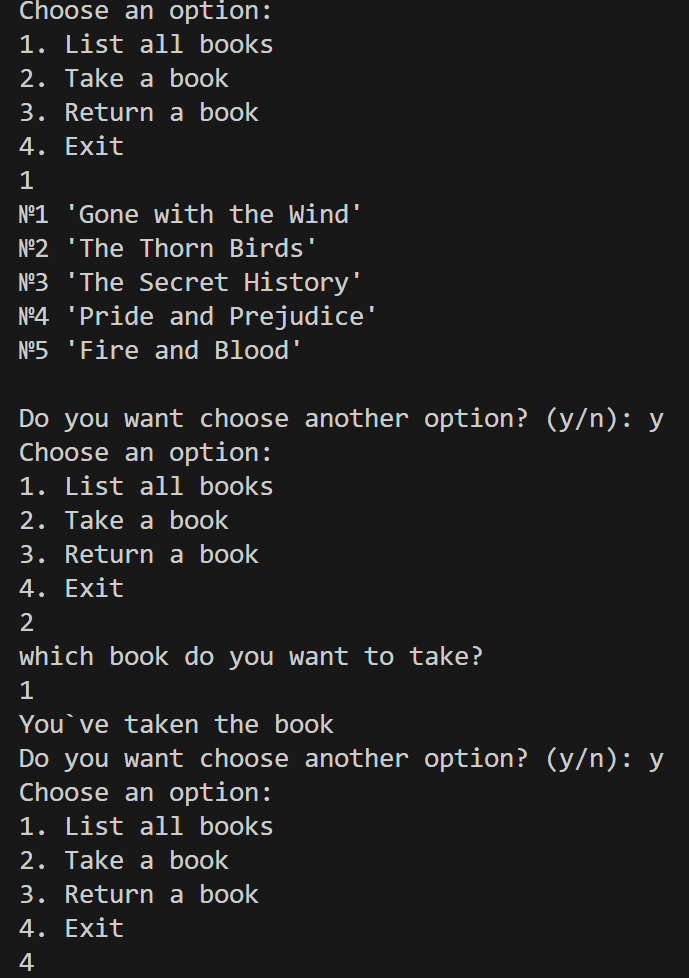 Choose an option:
1. List all books
2. Take a book
3. Return a book
4. Exit
1
№1 'Gone with the Wind'
№2 'The Thorn Birds'
№3 'The Secret History'
№4 'Pride and Prejudice'
№5 'Fire and Blood'
Do you want choose another option? (y/n): y
Choose an option:
1. List all books
2. Take a book
3. Return a book
4. Exit
2
which book do you want to take?
1
You`ve taken the book
Do you want choose another option? (y/n): y
Choose an option:
1. List all books
2. Take a book
3. Return a book
4. Exit
4